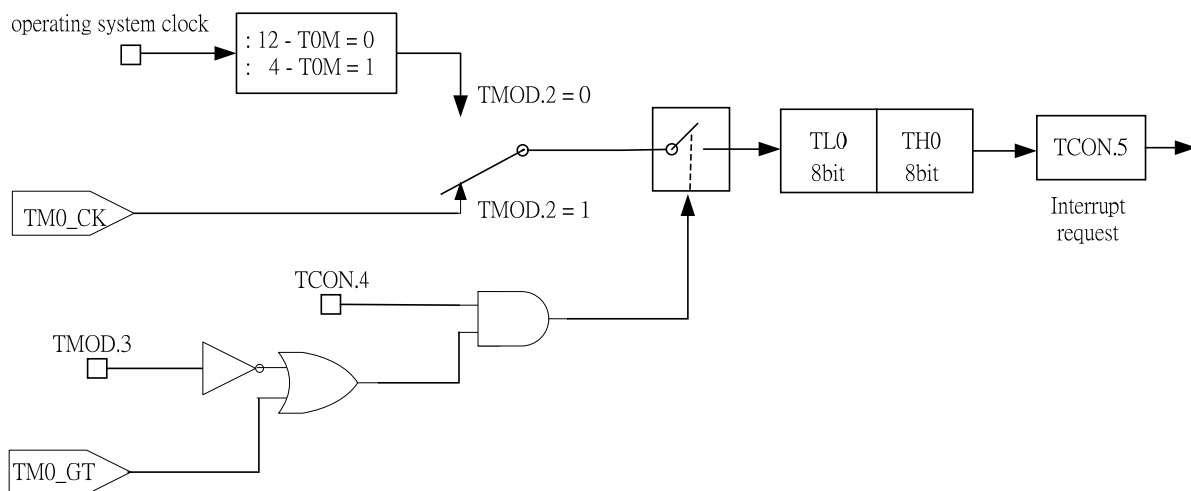 operating system clock
: 12 - T0M = 0
: 4 - T0M = 1
TMOD.2 = 0
TL0
8bit
TH0
8bit
TCON.5
Interrupt
request
TM0_CK
TMOD.2 = 1
TCON.4
TMOD.3
TM0_GT